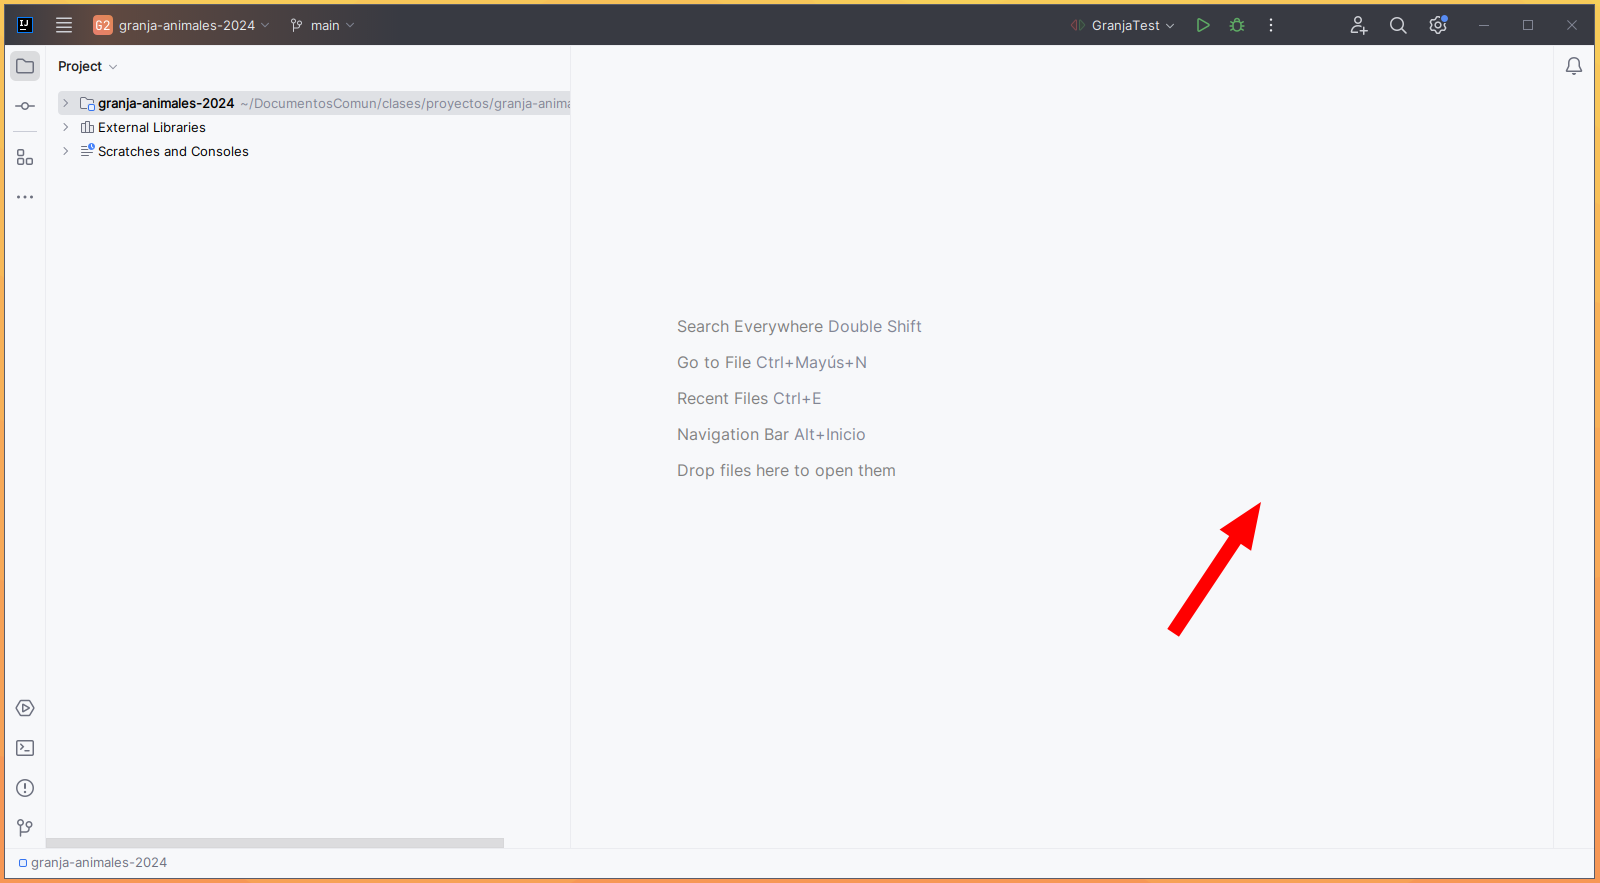 IJ
G2 granja-animales-2024
main
GranjaTest
Project
granja-animales-2024 ~/DocumentosComun/clases/proyectos/granja-anima
External Libraries
Scratches and Consoles
Search Everywhere Double Shift
Go to File Ctrl+Mayús+N
Recent Files Ctrl+E
Navigation Bar Alt+Inicio
Drop files here to open them
granja-animales-2024